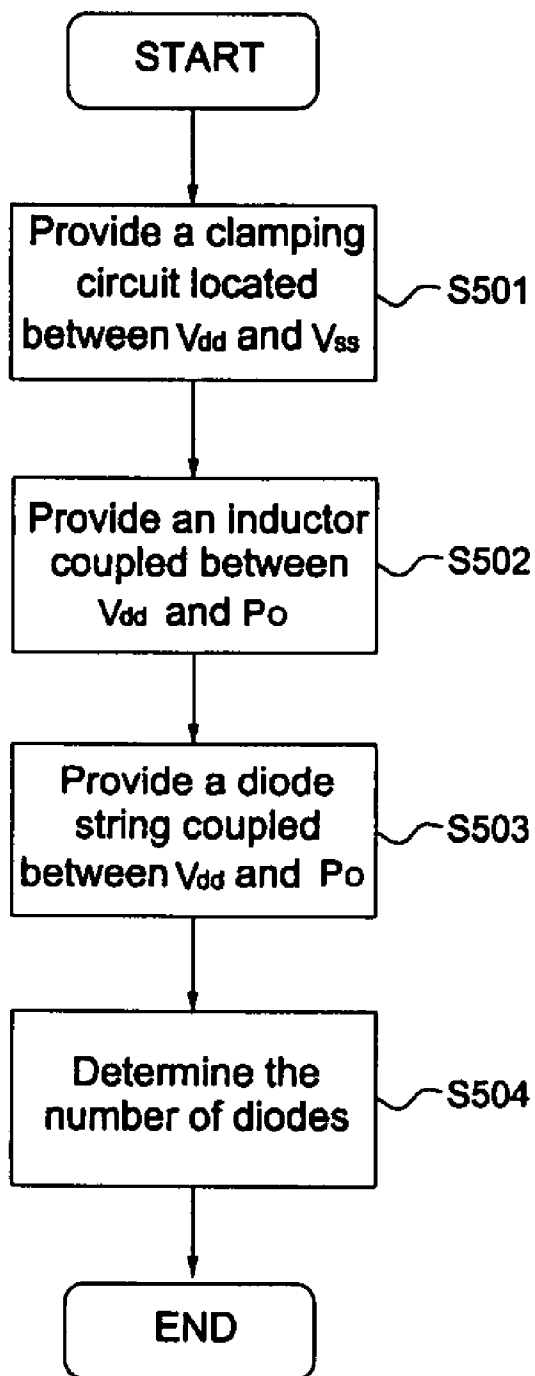 START
Provide a clamping
circuit located
between Vdd and Vss
S501
Provide an inductor
coupled between
Vdd and Po
S502
Provide a diode
string coupled
between Vdd and Po
S503
Determine the
number of diodes
S504
END